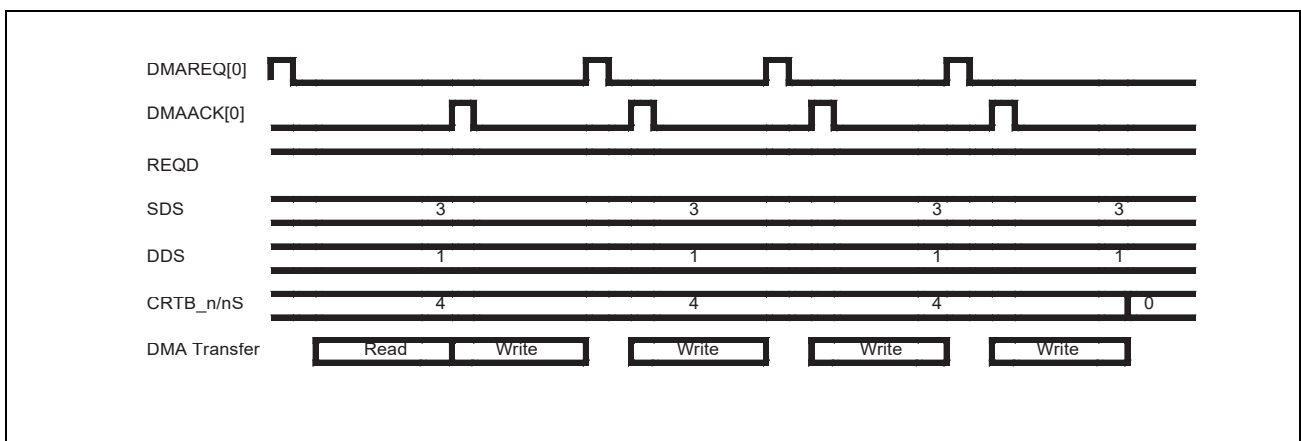 DMAREQ[0]
DMAACK[0]
REQD
SDS 3 3 3 3
DDS 1 1 1 1
CRTB_n/nS 4 4 4 0
DMA Transfer Read Write Write Write Write